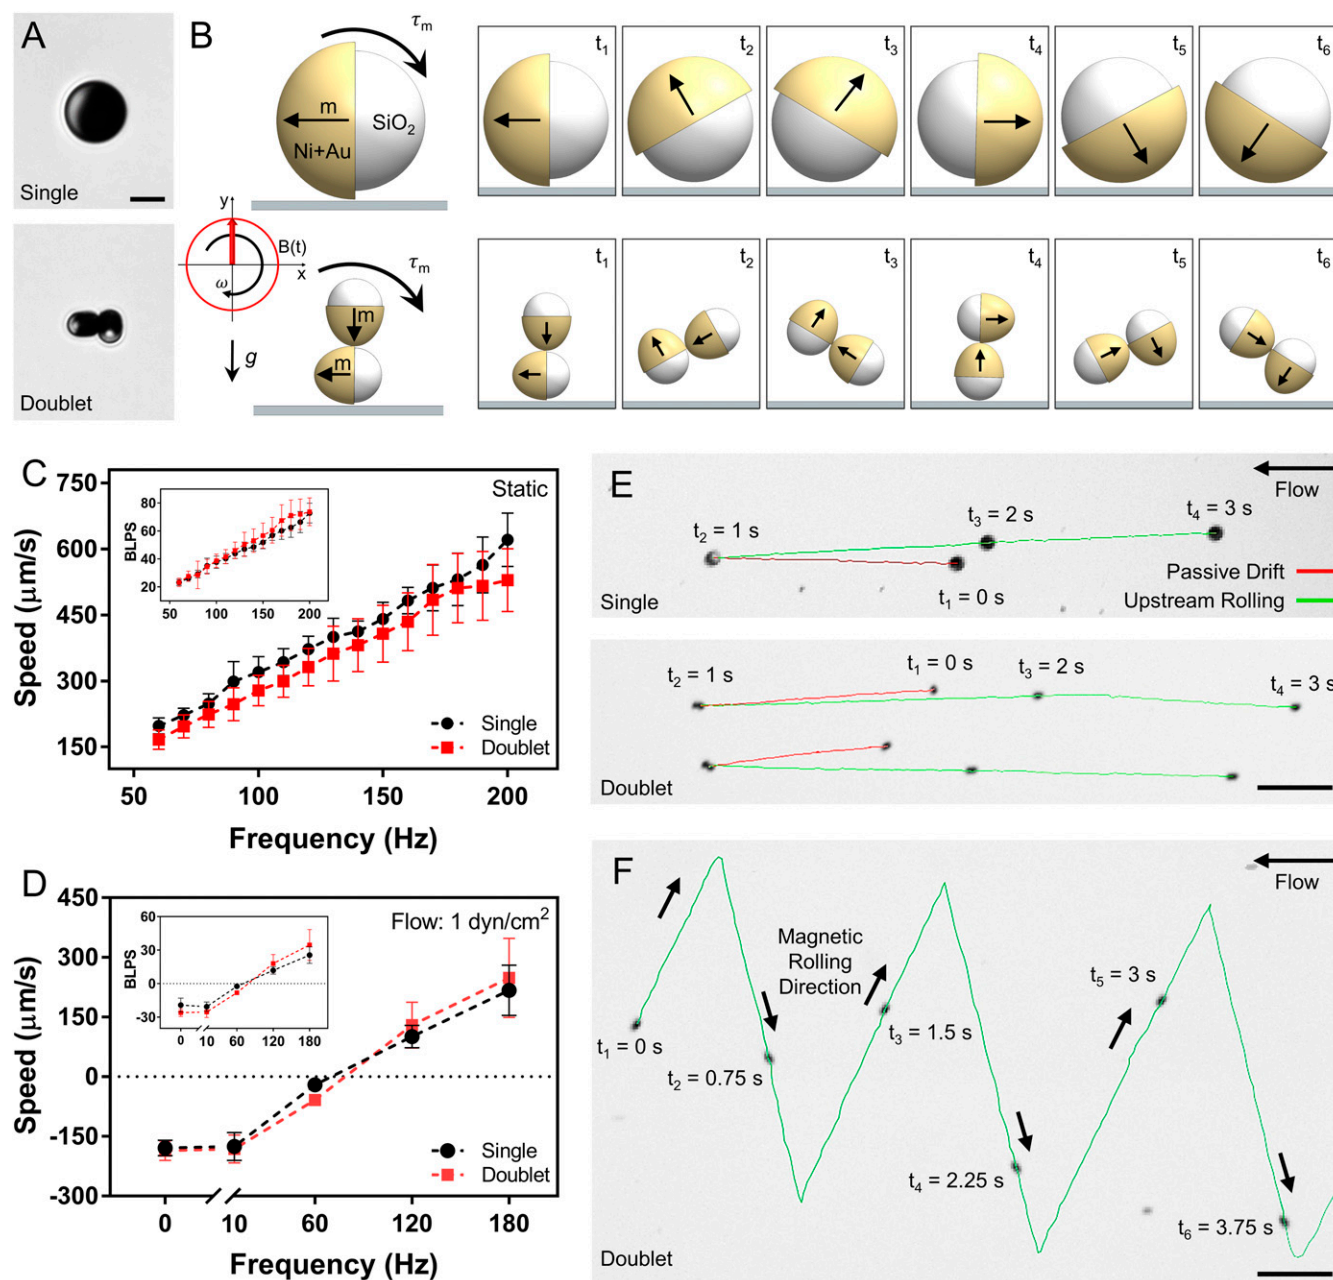 A
Single
Doublet
B
τm
m
SiO2
Ni+Au
y
B(t)
x
ω
g
τm
m
m
t1
t2
t3
t4
t5
t6
t1
t2
t3
t4
t5
t6
C
Static
Speed (μm/s)
750
600
450
300
150
BLPS
80
60
40
20
50
100
150
200
Single
Doublet
50
100
150
200
Frequency (Hz)
D
Flow: 1 dyn/cm2
Speed (μm/s)
450
300
150
0
-150
-300
BLPS
60
30
0
-30
0
10
60
120
180
Single
Doublet
0
10
60
120
180
Frequency (Hz)
E
Flow
t2 = 1 s
t3 = 2 s
t4 = 3 s
t1 = 0 s
Passive Drift
Upstream Rolling
Single
t2 = 1 s
t1 = 0 s
t3 = 2 s
t4 = 3 s
Doublet
F
Flow
Magnetic
Rolling
Direction
t1 = 0 s
t2 = 0.75 s
t3 = 1.5 s
t4 = 2.25 s
t5 = 3 s
t6 = 3.75 s
Doublet